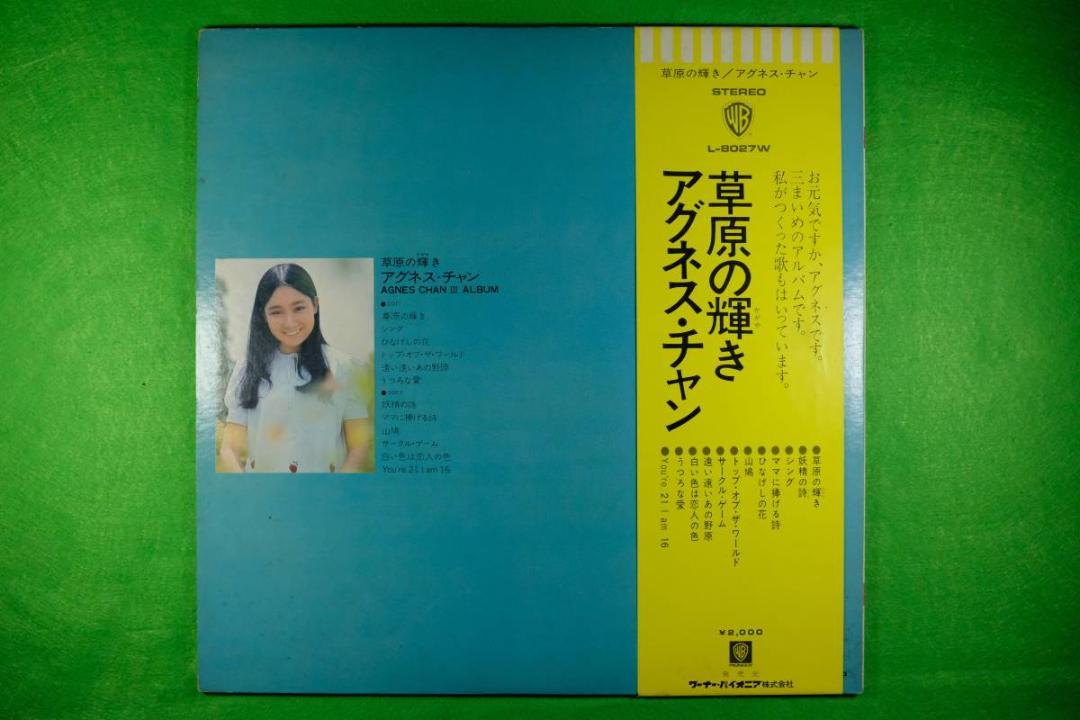 草原の輝き
アグネス・チャン
AGNES CHAN III ALBUM
草原の輝き
シング
ひなげしの花
トップ・オブ・ザ・ワールド
遠い遠いあの野原
うつろな愛
妖精の詩
ママに捧げる詩
山鳩
サークル・ゲーム
白い色は恋人の色
You're 21 I am 16
草原の輝き/アグネス・チャン
STEREO
WB
L-8027W
お元気ですか、アグネスです。
三まいめのアルバムです。
私がつくった歌もはいっています。
草原の輝き
かがや
アグネス・チャン
●草原の輝き
●妖精の詩
●シング
●ママに捧げる詩
●ひなげしの花
●山鳩
●トップ・オブ・ザ・ワールド
●サークル・ゲーム
●遠い遠いあの野原
●白い色は恋人の色
●うつろな愛
●You're 21 I am 16
¥2,000
WB
PIONEER
発売元
ワーナー・パイオニア株式会社